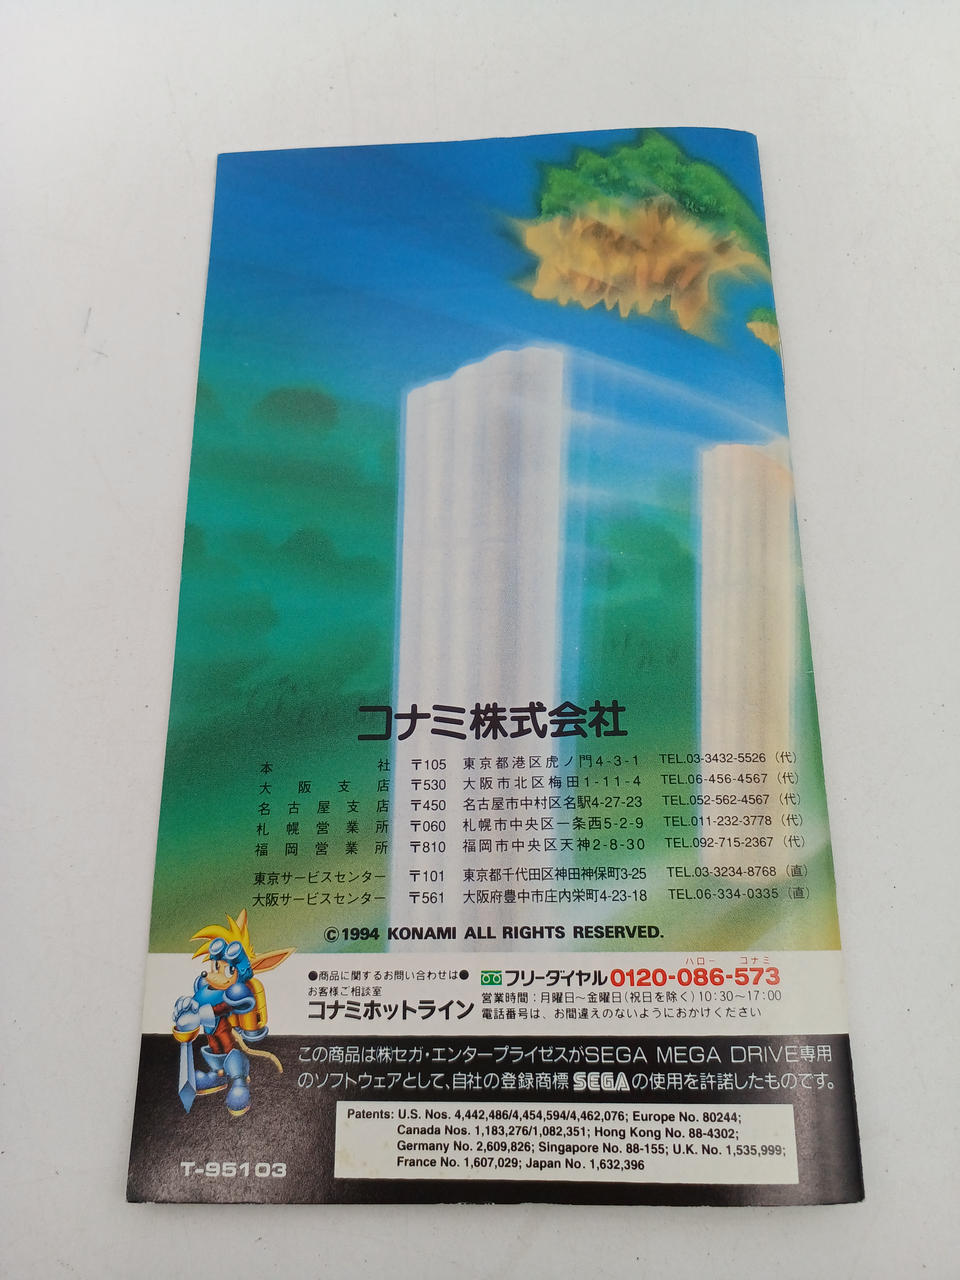 コナミ株式会社
本社 〒105 東京都港区虎ノ門4-3-1 TEL.03-3432-5526（代）
大阪支店 〒530 大阪市北区梅田1-11-4 TEL.06-456-4567（代）
名古屋支店 〒450 名古屋市中村区名駅4-27-23 TEL.052-562-4567（代）
札幌営業所 〒060 札幌市中央区一条西5-2-9 TEL.011-232-3778（代）
福岡営業所 〒810 福岡市中央区天神2-8-30 TEL.092-715-2367（代）
東京サービスセンター 〒101 東京都千代田区神田神保町3-25 TEL.03-3234-8768（直）
大阪サービスセンター 〒561 大阪府豊中市庄内栄町4-23-18 TEL.06-334-0335（直）
©1994 KONAMI ALL RIGHTS RESERVED.
●商品に関するお問い合わせは●
お客様ご相談室
コナミホットライン
ハロー コナミ
フリーダイヤル0120-086-573
営業時間：月曜日〜金曜日（祝日を除く）10：30〜17：00
電話番号は、お間違えのないようにおかけください
この商品は㈱セガ・エンタープライゼスがSEGA MEGA DRIVE専用
のソフトウェアとして、自社の登録商標SEGAの使用を許諾したものです。
Patents: U.S. Nos. 4,442,486/4,454,594/4,462,076; Europe No. 80244;
Canada Nos. 1,183,276/1,082,351; Hong Kong No. 88-4302;
Germany No. 2,609,826; Singapore No. 88-155; U.K. No. 1,535,999;
France No. 1,607,029; Japan No. 1,632,396
T-95103